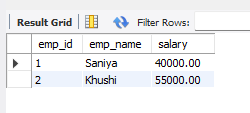 Result Grid Filter Rows:
emp_id emp_name salary
1 Saniya 40000.00
2 Khushi 55000.00